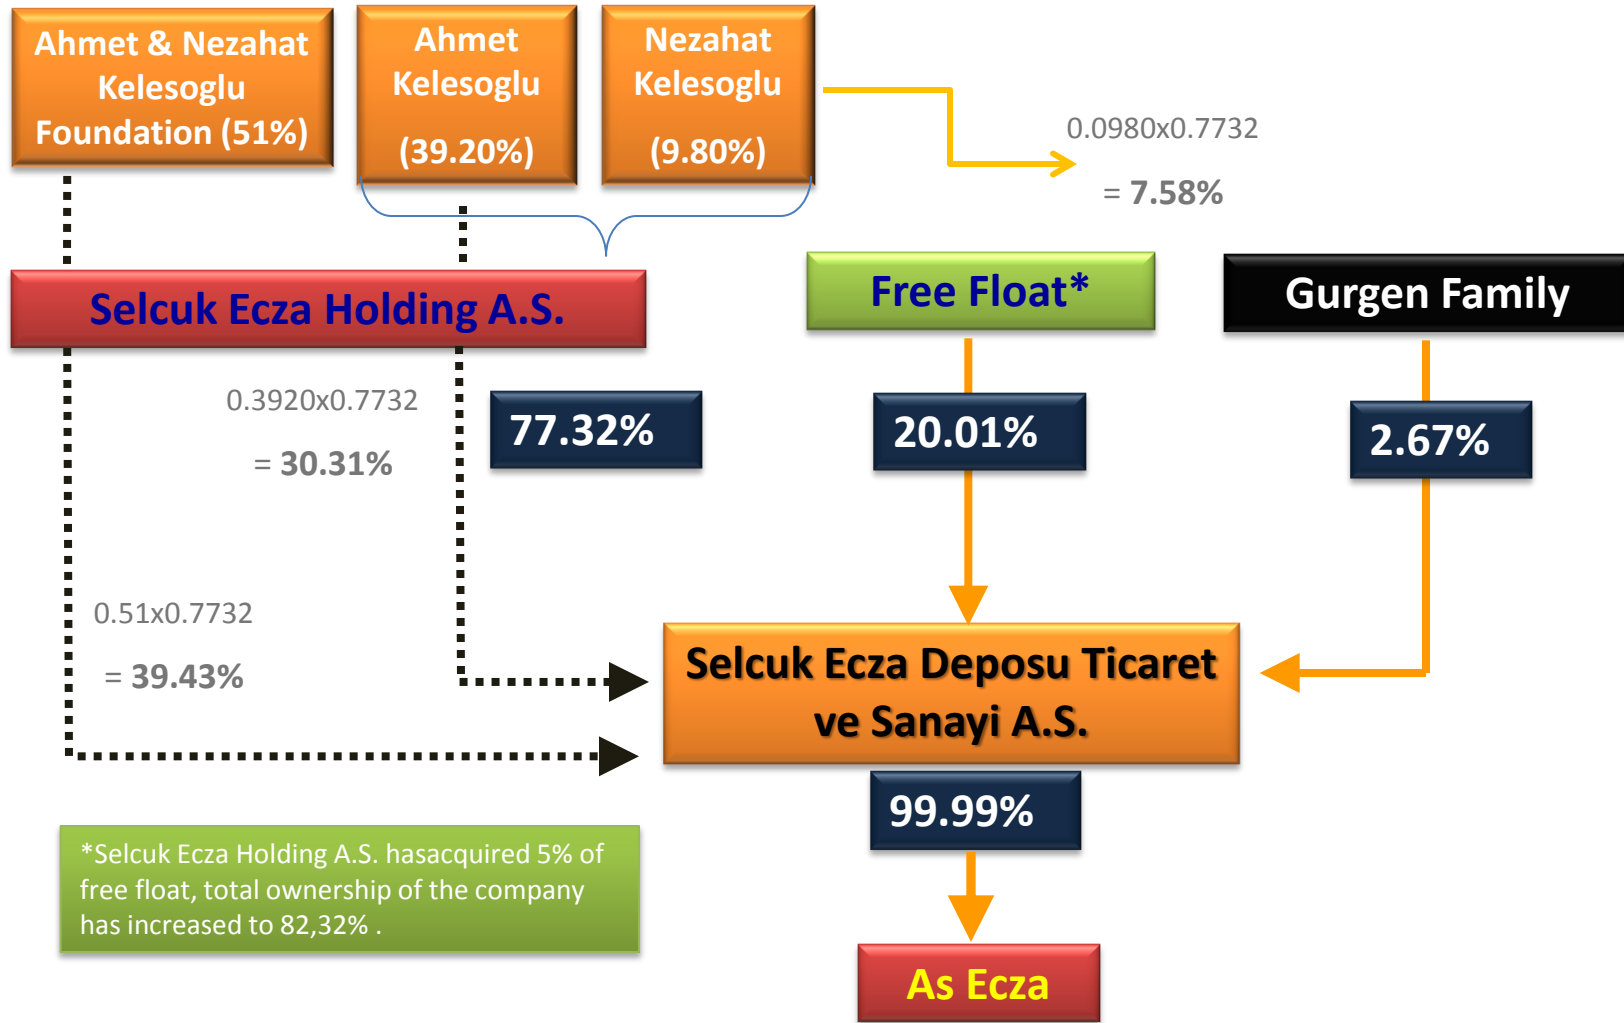 Ahmet & Nezahat
Kelesoglu
Foundation (51%)
Ahmet
Kelesoglu
(39.20%)
Nezahat
Kelesoglu
(9.80%)
0.0980x0.7732
= 7.58%
Selcuk Ecza Holding A.S.
Free Float*
Gurgen Family
0.3920x0.7732
= 30.31%
77.32%
20.01%
2.67%
0.51x0.7732
= 39.43%
Selcuk Ecza Deposu Ticaret
ve Sanayi A.S.
99.99%
*Selcuk Ecza Holding A.S. hasacquired 5% of
free float, total ownership of the company
has increased to 82,32% .
As Ecza